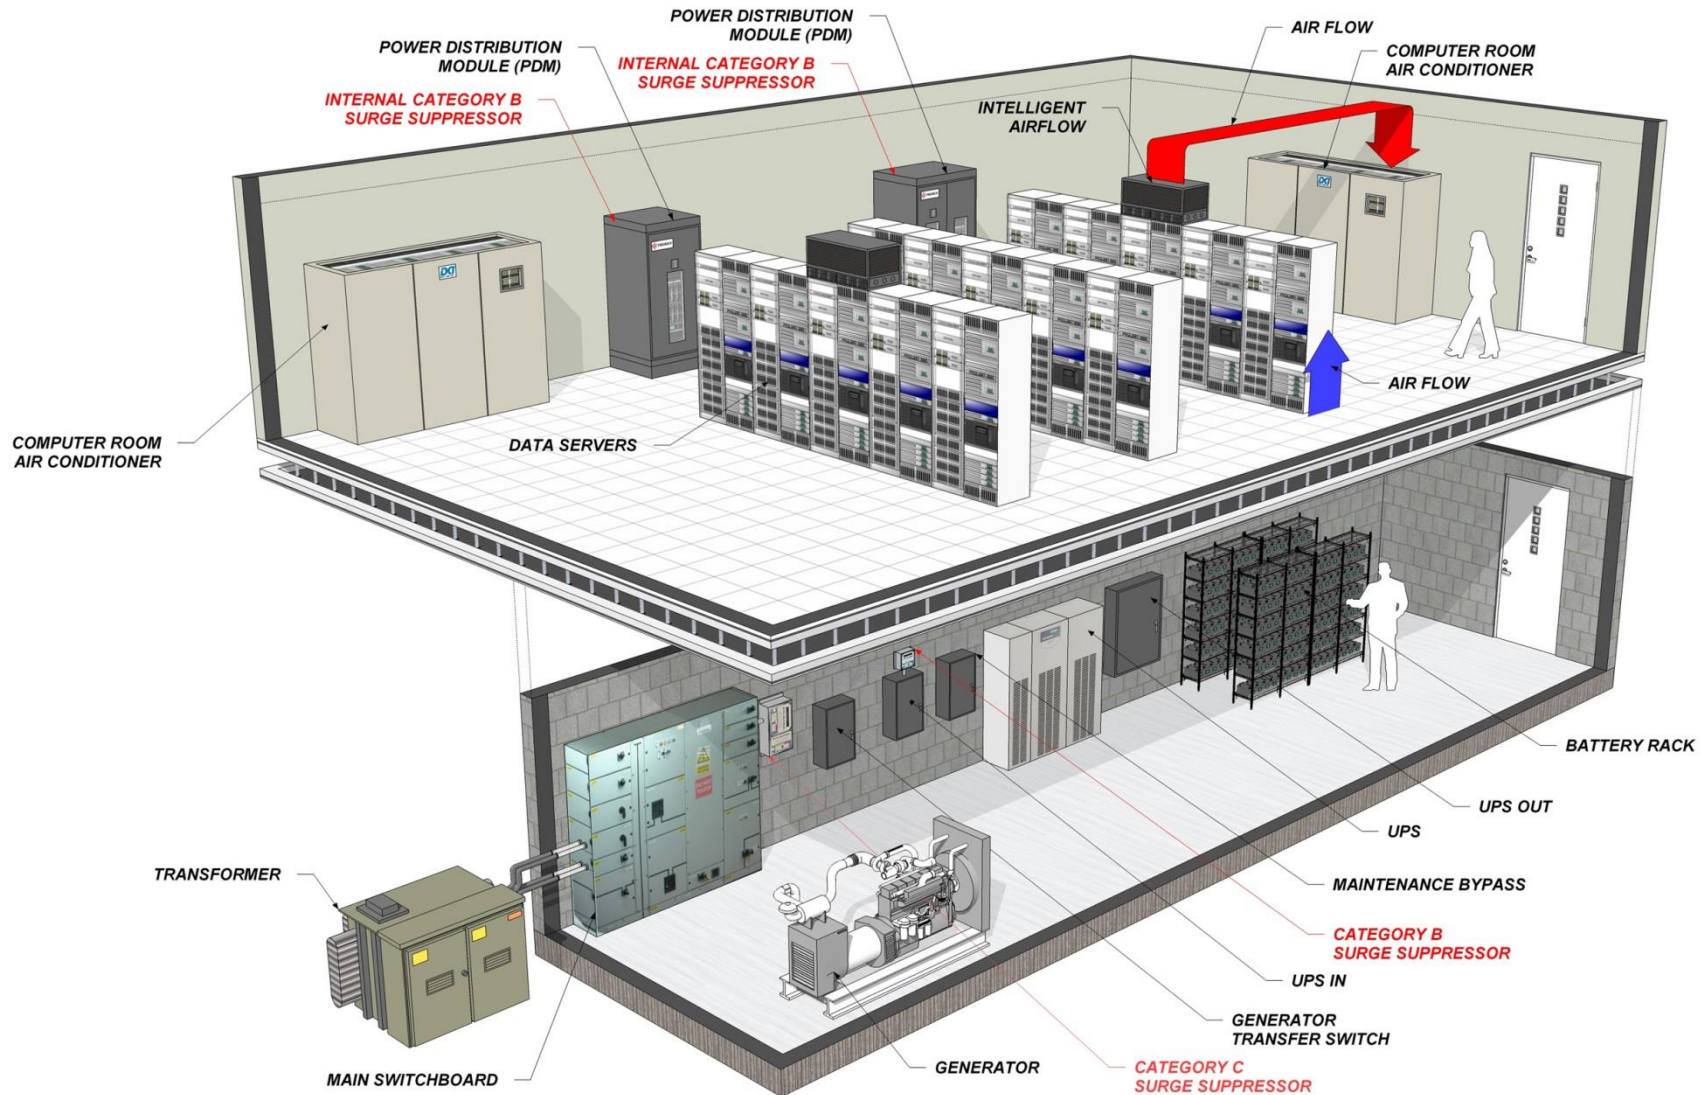 POWER DISTRIBUTION
MODULE (PDM)
INTERNAL CATEGORY B
SURGE SUPPRESSOR
POWER DISTRIBUTION
MODULE (PDM)
INTERNAL CATEGORY B
SURGE SUPPRESSOR
INTELLIGENT
AIRFLOW
AIR FLOW
COMPUTER ROOM
AIR CONDITIONER
AIR FLOW
COMPUTER ROOM
AIR CONDITIONER
DATA SERVERS
BATTERY RACK
UPS OUT
UPS
MAINTENANCE BYPASS
CATEGORY B
SURGE SUPPRESSOR
UPS IN
GENERATOR
TRANSFER SWITCH
CATEGORY C
SURGE SUPPRESSOR
GENERATOR
TRANSFORMER
MAIN SWITCHBOARD